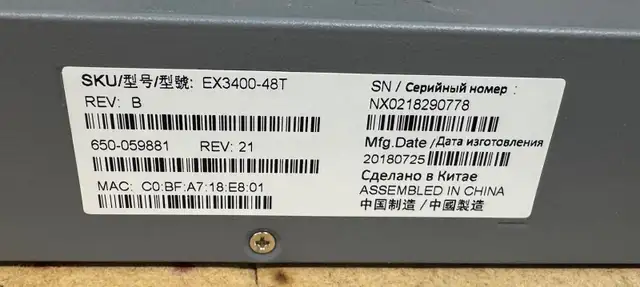 SKU/型号/型號: EX3400-48T
REV: B
650-059881 REV: 21
MAC: C0:BF:A7:18:E8:01
SN / Серийный номер :
NX0218290778
Mfg.Date/Дата изготовления
20180725
Сделано в Китае
ASSEMBLED IN CHINA
中国制造 / 中國製造